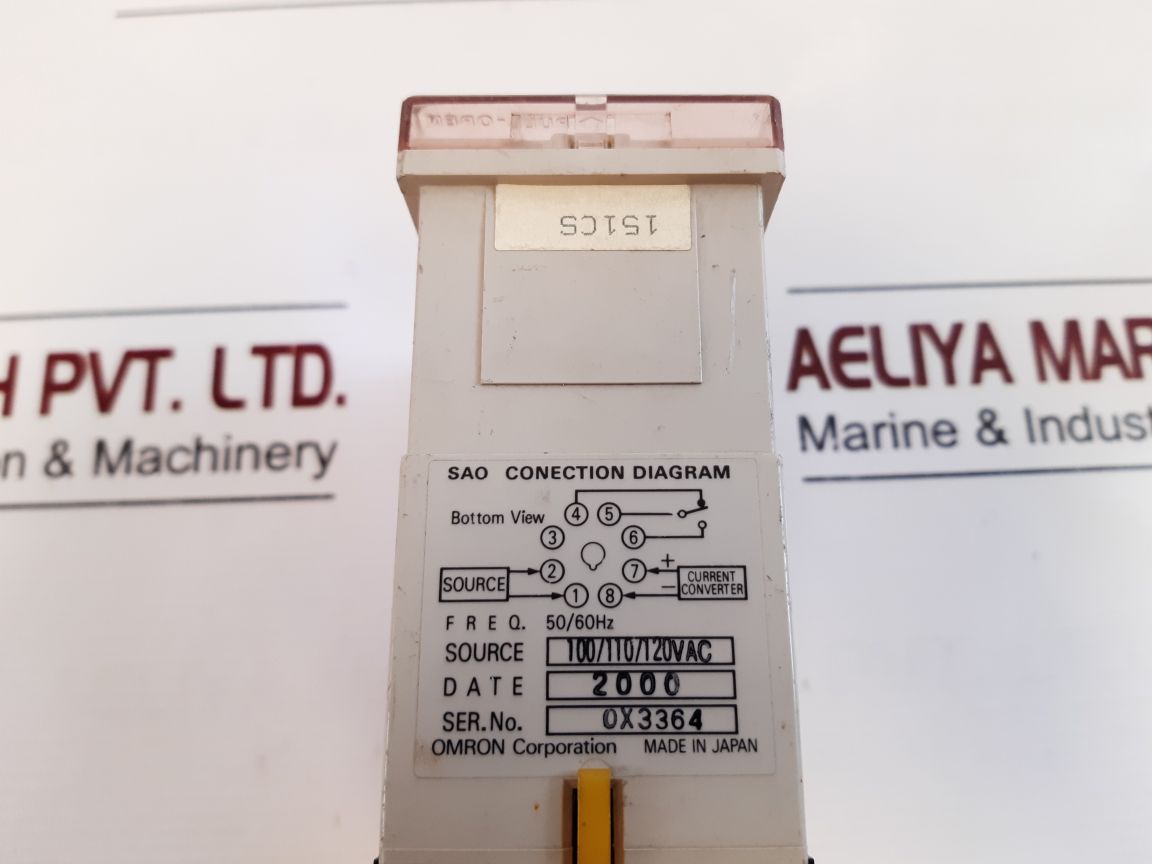 151CS
H PVT. LTD.
n & Machinery
AELIYA MAR
Marine & Indust
SAO CONECTION DIAGRAM
Bottom View
4 5
3 6
2 7 +
SOURCE
CURRENT
CONVERTER
1 8 −
FREQ. 50/60Hz
SOURCE 100/110/120VAC
DATE 2000
SER.No. 0X3364
OMRON Corporation MADE IN JAPAN